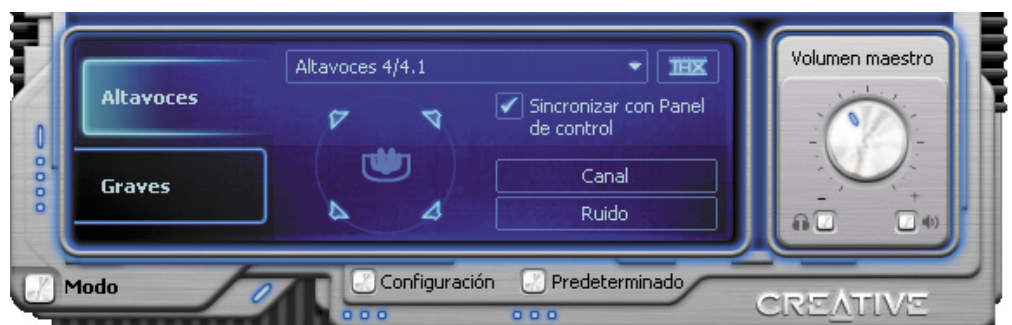 Altavoces
Graves
Altavoces 4/4.1
THX
Sincronizar con Panel
de control
Canal
Ruido
Volumen maestro
- +
Modo
Configuración
Predeterminado
CREATIVE